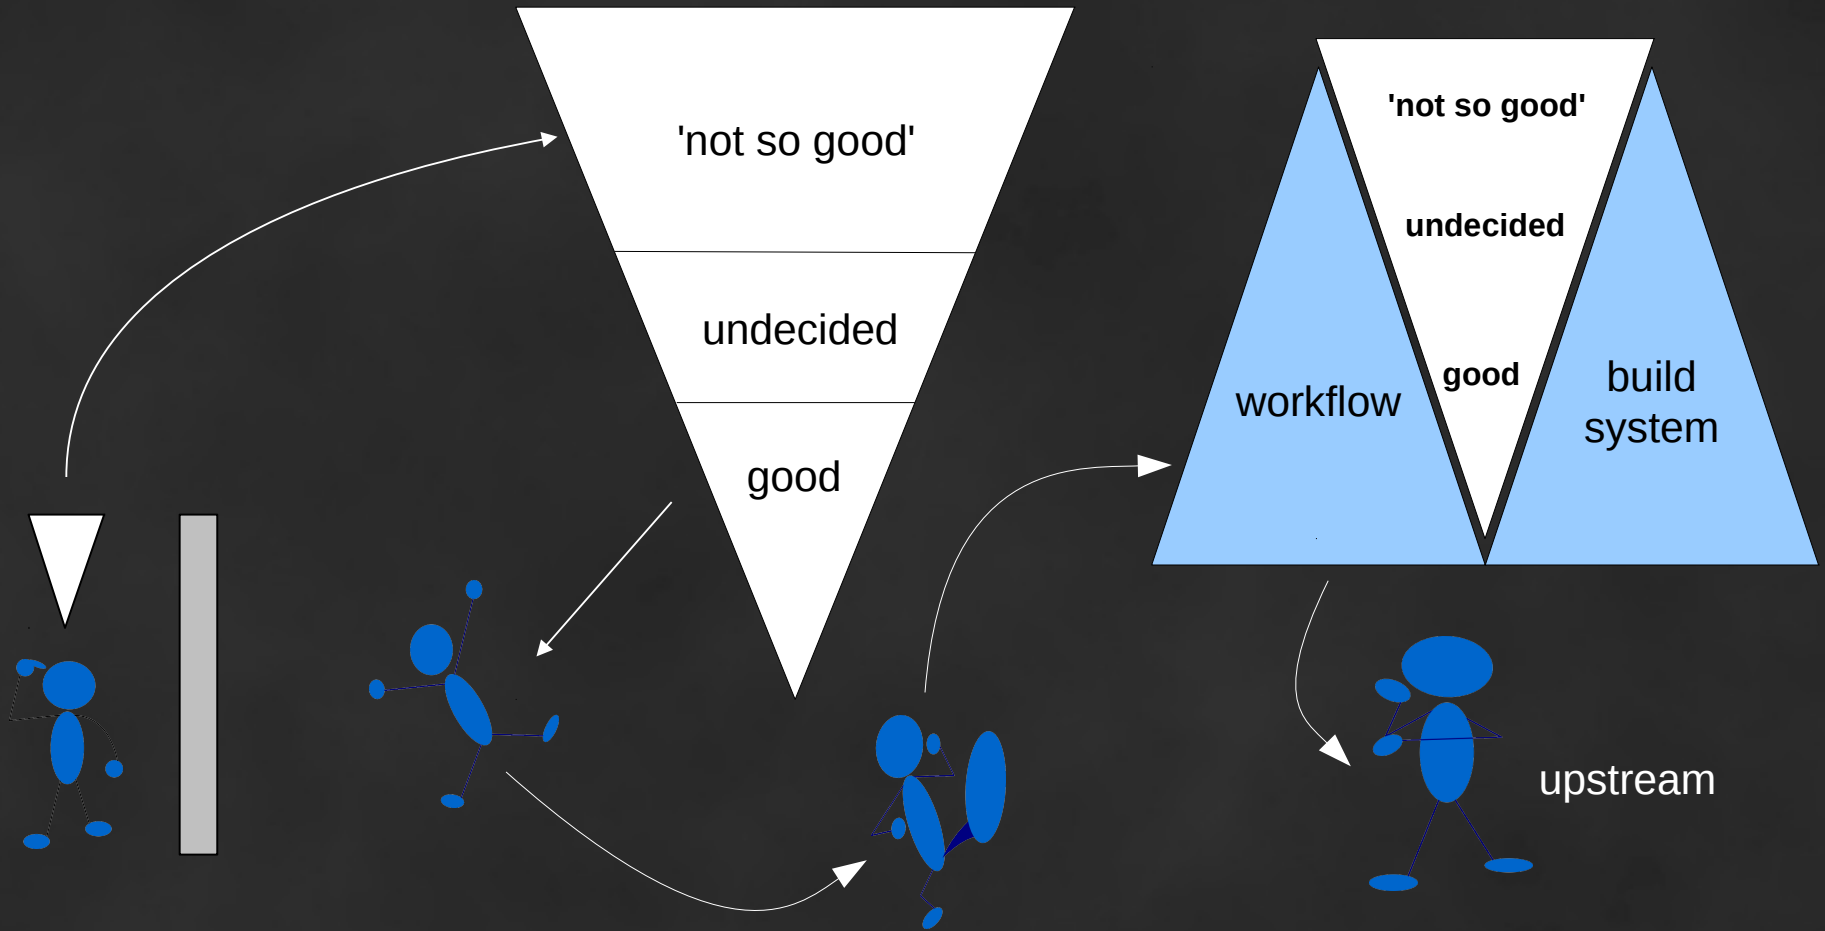 'not so good'
undecided
good
'not so good'
undecided
good
workflow
build
system
upstream